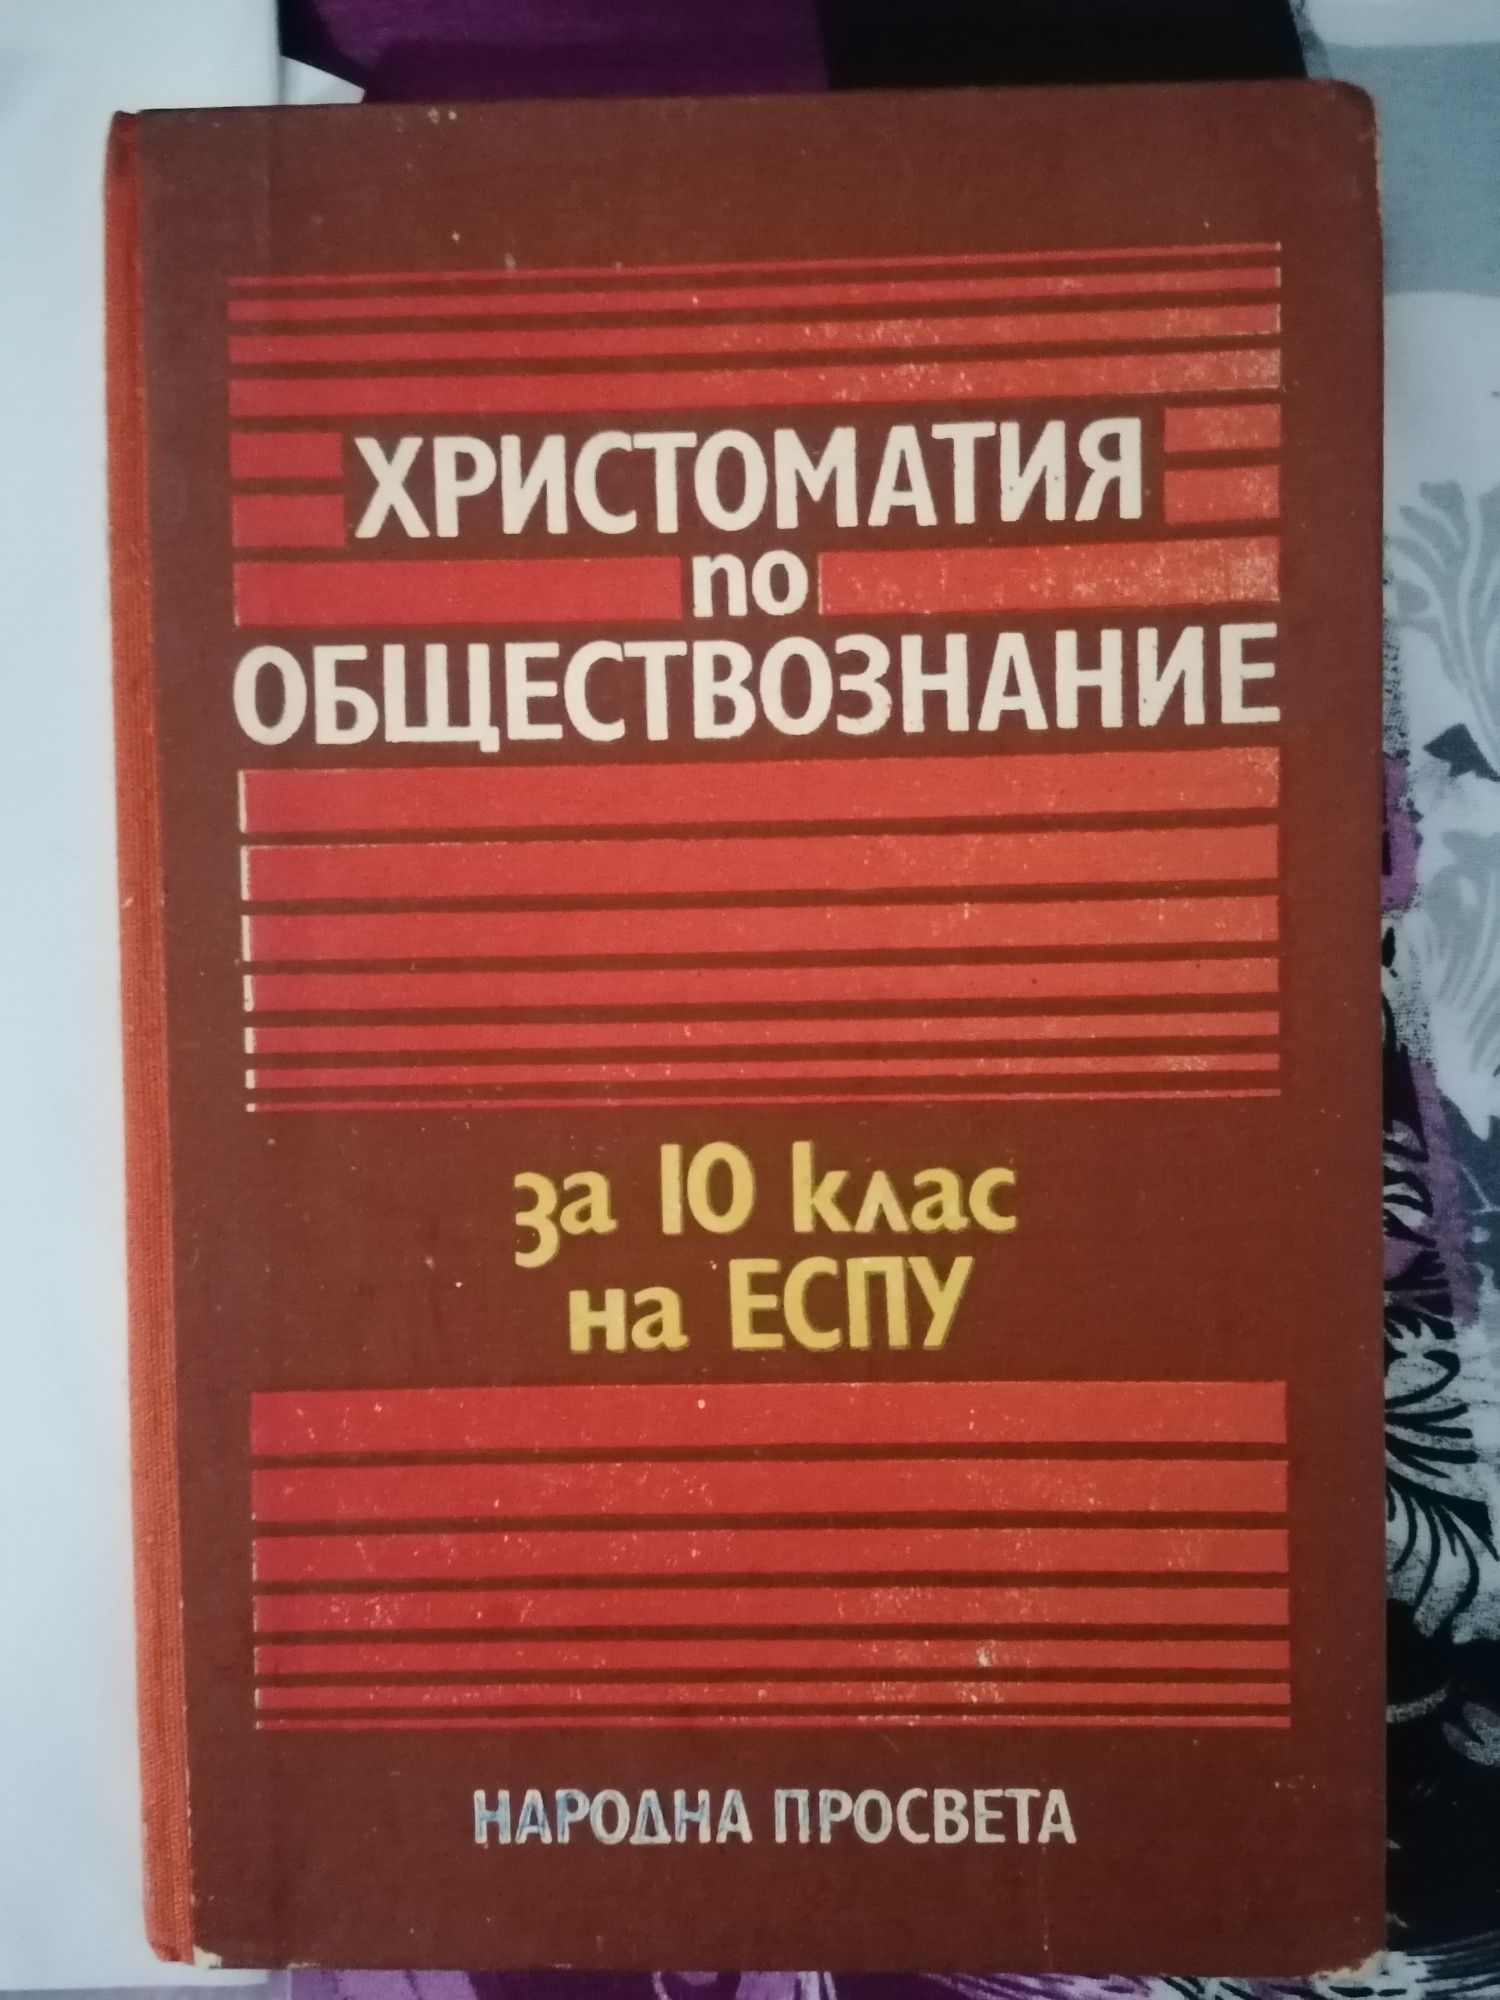 ХРИСТОМАТИЯ
по
ОБЩЕСТВОЗНАНИЕ
за 10 клас
на ЕСПУ
НАРОДНА ПРОСВЕТА